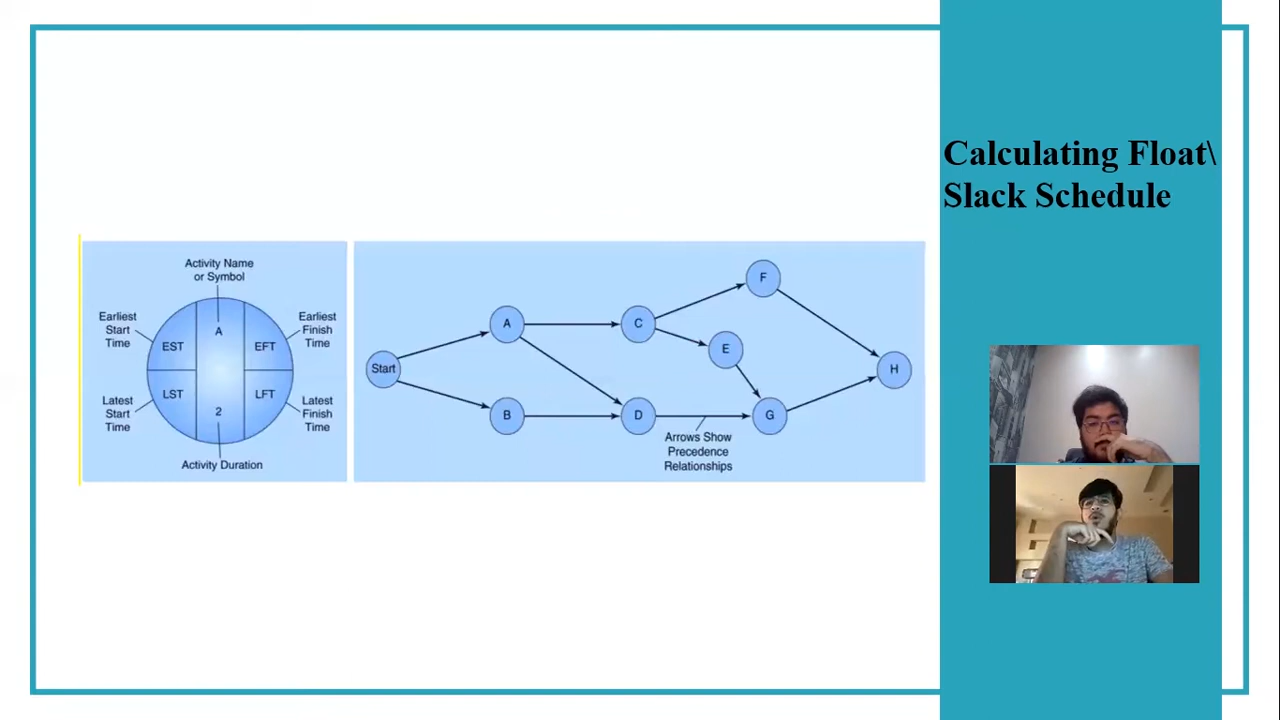 Calculating Float\
Slack Schedule
Activity Name
or Symbol
Earliest
Start
Time
A
Earliest
Finish
Time
EST
EFT
LST
LFT
Latest
Start
Time
2
Latest
Finish
Time
Activity Duration
Start
A
B
C
D
E
F
G
H
Arrows Show
Precedence
Relationships